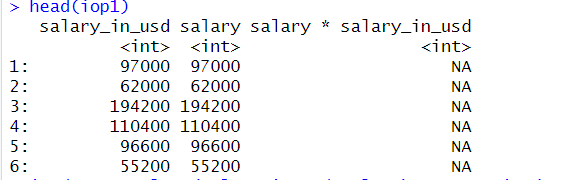 > head(iop1)
salary_in_usd salary salary * salary_in_usd
<int> <int> <int>
1: 97000 97000 NA
2: 62000 62000 NA
3: 194200 194200 NA
4: 110400 110400 NA
5: 96600 96600 NA
6: 55200 55200 NA